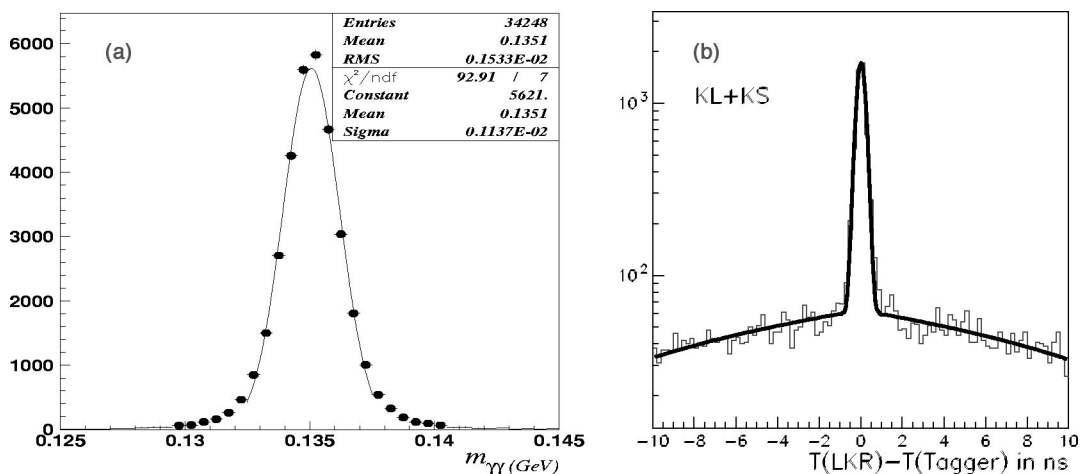 (a)
Entries 34248
Mean 0.1351
RMS 0.1533E-02
χ²/ndf 92.91 / 7
Constant 5621.
Mean 0.1351
Sigma 0.1137E-02
6000
5000
4000
3000
2000
1000
0
0.125 0.13 0.135 0.14 0.145
mγγ (GeV)
(b)
KL+KS
10³
10²
-10 -8 -6 -4 -2 0 2 4 6 8 10
T(LKR)-T(Tagger) in ns